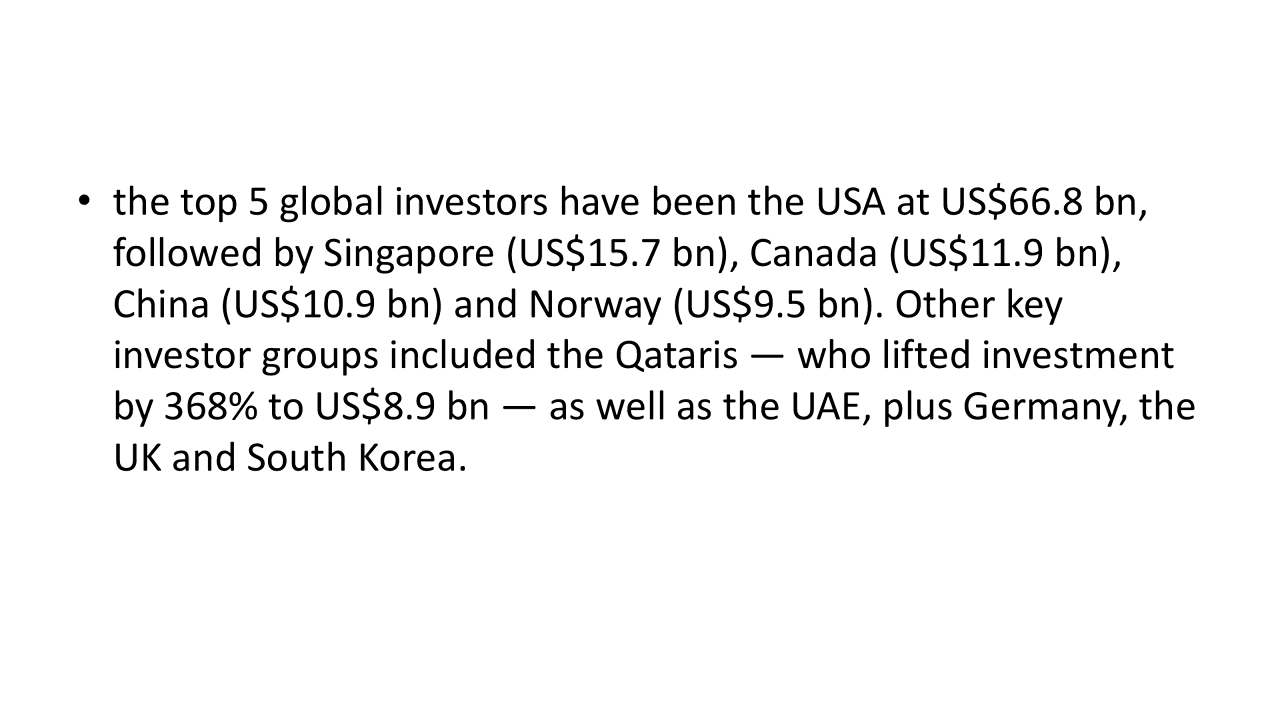 • the top 5 global investors have been the USA at US$66.8 bn,
followed by Singapore (US$15.7 bn), Canada (US$11.9 bn),
China (US$10.9 bn) and Norway (US$9.5 bn). Other key
investor groups included the Qataris — who lifted investment
by 368% to US$8.9 bn — as well as the UAE, plus Germany, the
UK and South Korea.